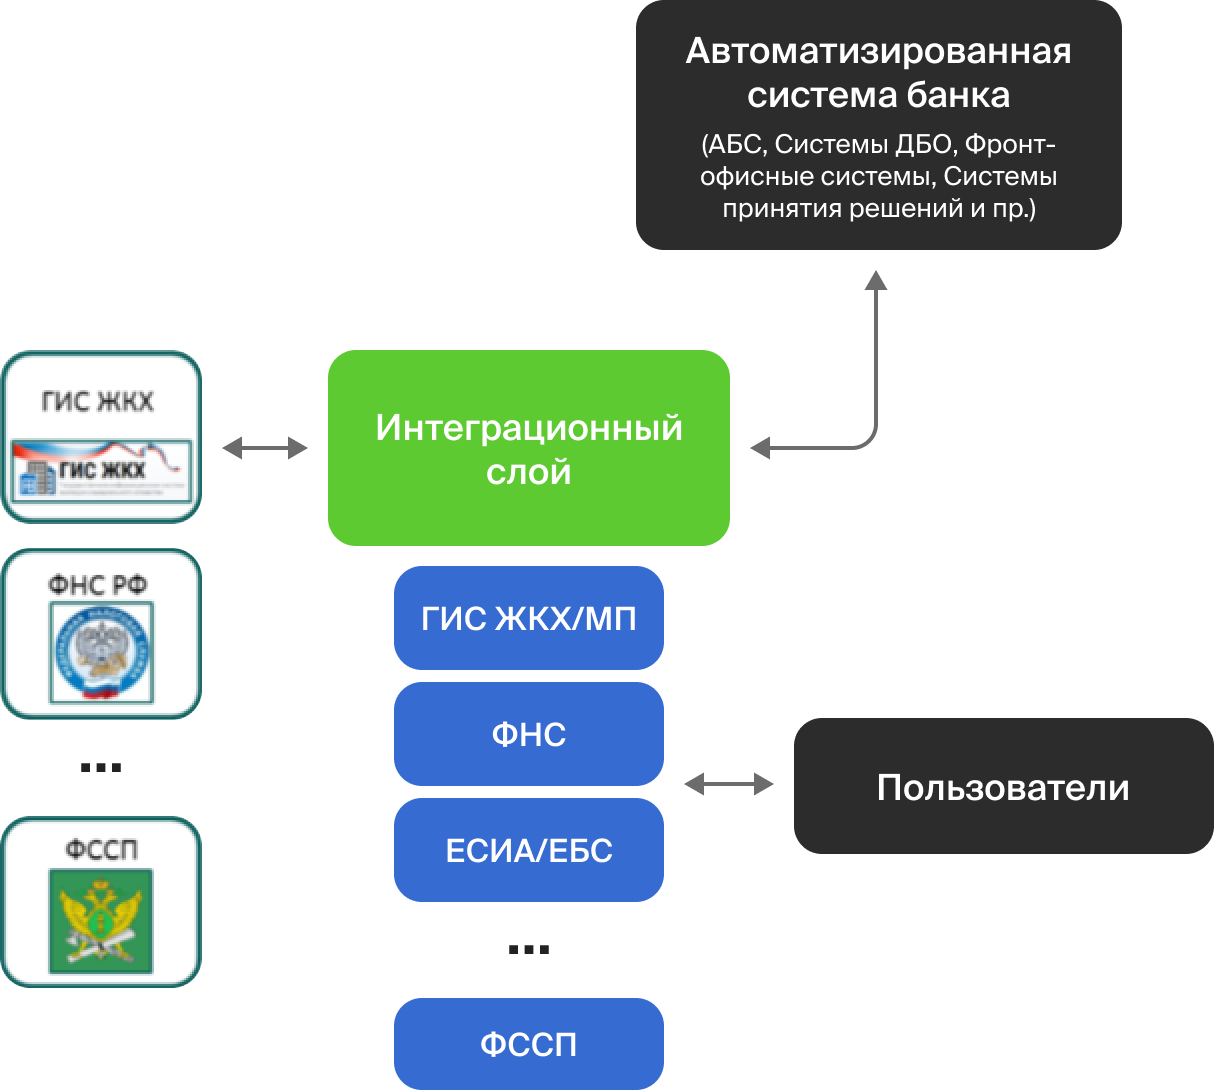 Автоматизированная
система банка
(АБС, Системы ДБО, Фронт-
офисные системы, Системы
принятия решений и пр.)
ГИС ЖКХ
ГИС ЖКХ
ФНС РФ
...
ФССП
Интеграционный
слой
ГИС ЖКХ/МП
ФНС
ЕСИА/ЕБС
...
ФССП
Пользователи